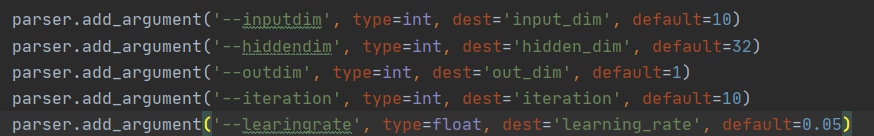 parser.add_argument('--inputdim', type=int, dest='input_dim', default=10)
parser.add_argument('--hiddendim', type=int, dest='hidden_dim', default=32)
parser.add_argument('--outdim', type=int, dest='out_dim', default=1)
parser.add_argument('--iteration', type=int, dest='iteration', default=10)
parser.add_argument('--learingrate', type=float, dest='learning_rate', default=0.05)